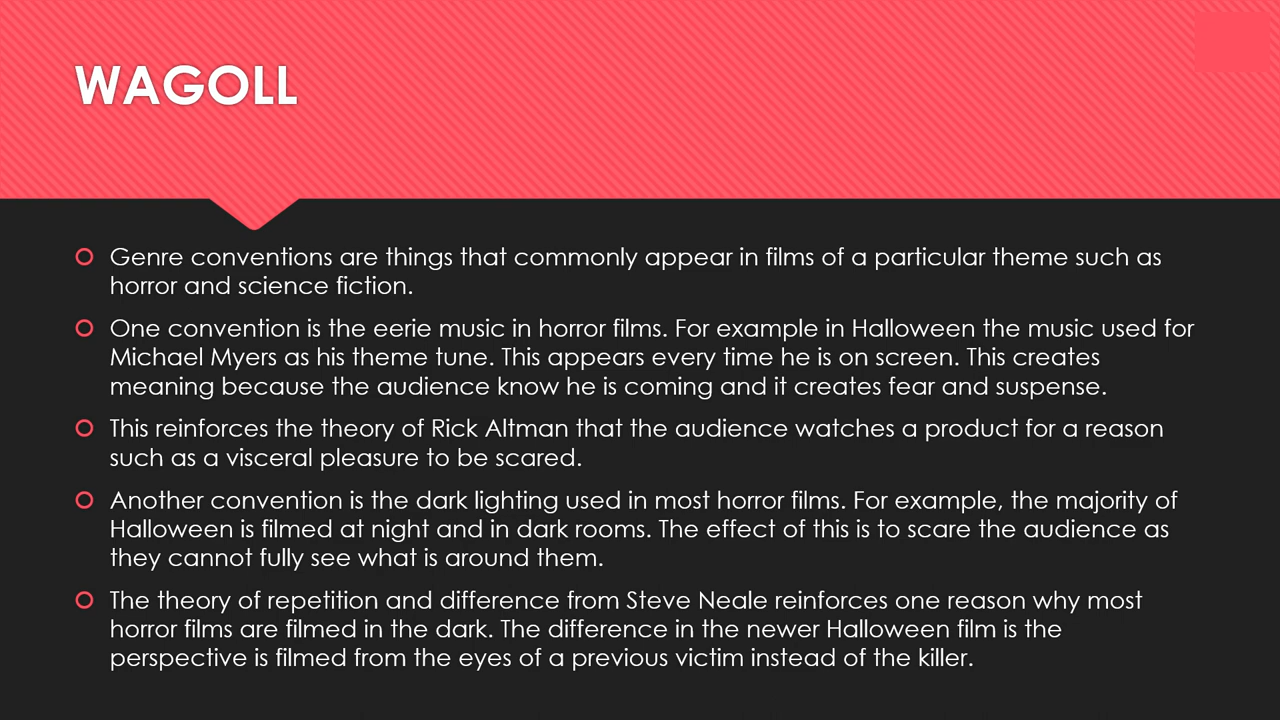 WAGOLL
Genre conventions are things that commonly appear in films of a particular theme such as
horror and science fiction.
One convention is the eerie music in horror films. For example in Halloween the music used for
Michael Myers as his theme tune. This appears every time he is on screen. This creates
meaning because the audience know he is coming and it creates fear and suspense.
This reinforces the theory of Rick Altman that the audience watches a product for a reason
such as a visceral pleasure to be scared.
Another convention is the dark lighting used in most horror films. For example, the majority of
Halloween is filmed at night and in dark rooms. The effect of this is to scare the audience as
they cannot fully see what is around them.
The theory of repetition and difference from Steve Neale reinforces one reason why most
horror films are filmed in the dark. The difference in the newer Halloween film is the
perspective is filmed from the eyes of a previous victim instead of the killer.